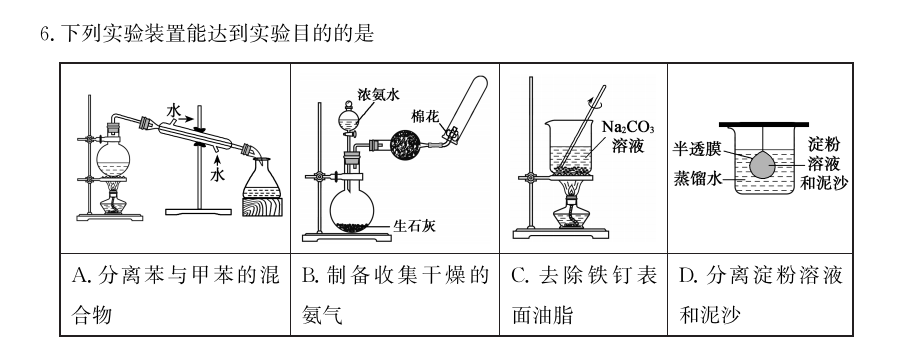 6. 下列实验装置能达到实验目的的是
水
水
浓氨水
棉花
生石灰
Na₂CO₃
溶液
半透膜
蒸馏水
淀粉
溶液
和泥沙
A. 分离苯与甲苯的混
合物
B. 制备收集干燥的
氨气
C. 去除铁钉表
面油脂
D. 分离淀粉溶液
和泥沙